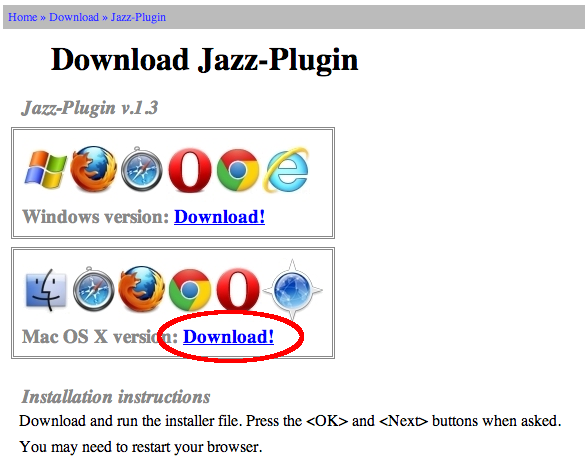 Home » Download » Jazz-Plugin
Download Jazz-Plugin
Jazz-Plugin v.1.3
Windows version: Download!
Mac OS X version: Download!
Installation instructions
Download and run the installer file. Press the <OK> and <Next> buttons when asked.
You may need to restart your browser.